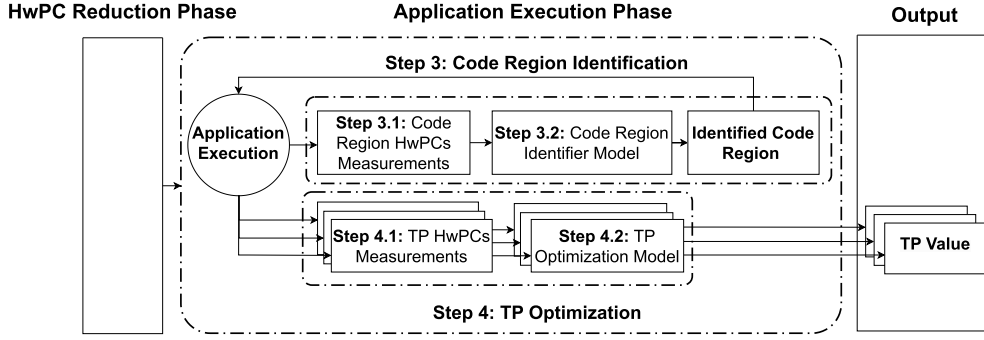 HwPC Reduction Phase
Application Execution Phase
Output
Step 3: Code Region Identification
Application
Execution
Step 3.1: Code
Region HwPCs
Measurements
Step 3.2: Code Region
Identifier Model
Identified Code
Region
Step 4.1: TP HwPCs
Measurements
Step 4.2: TP
Optimization Model
TP Value
Step 4: TP Optimization